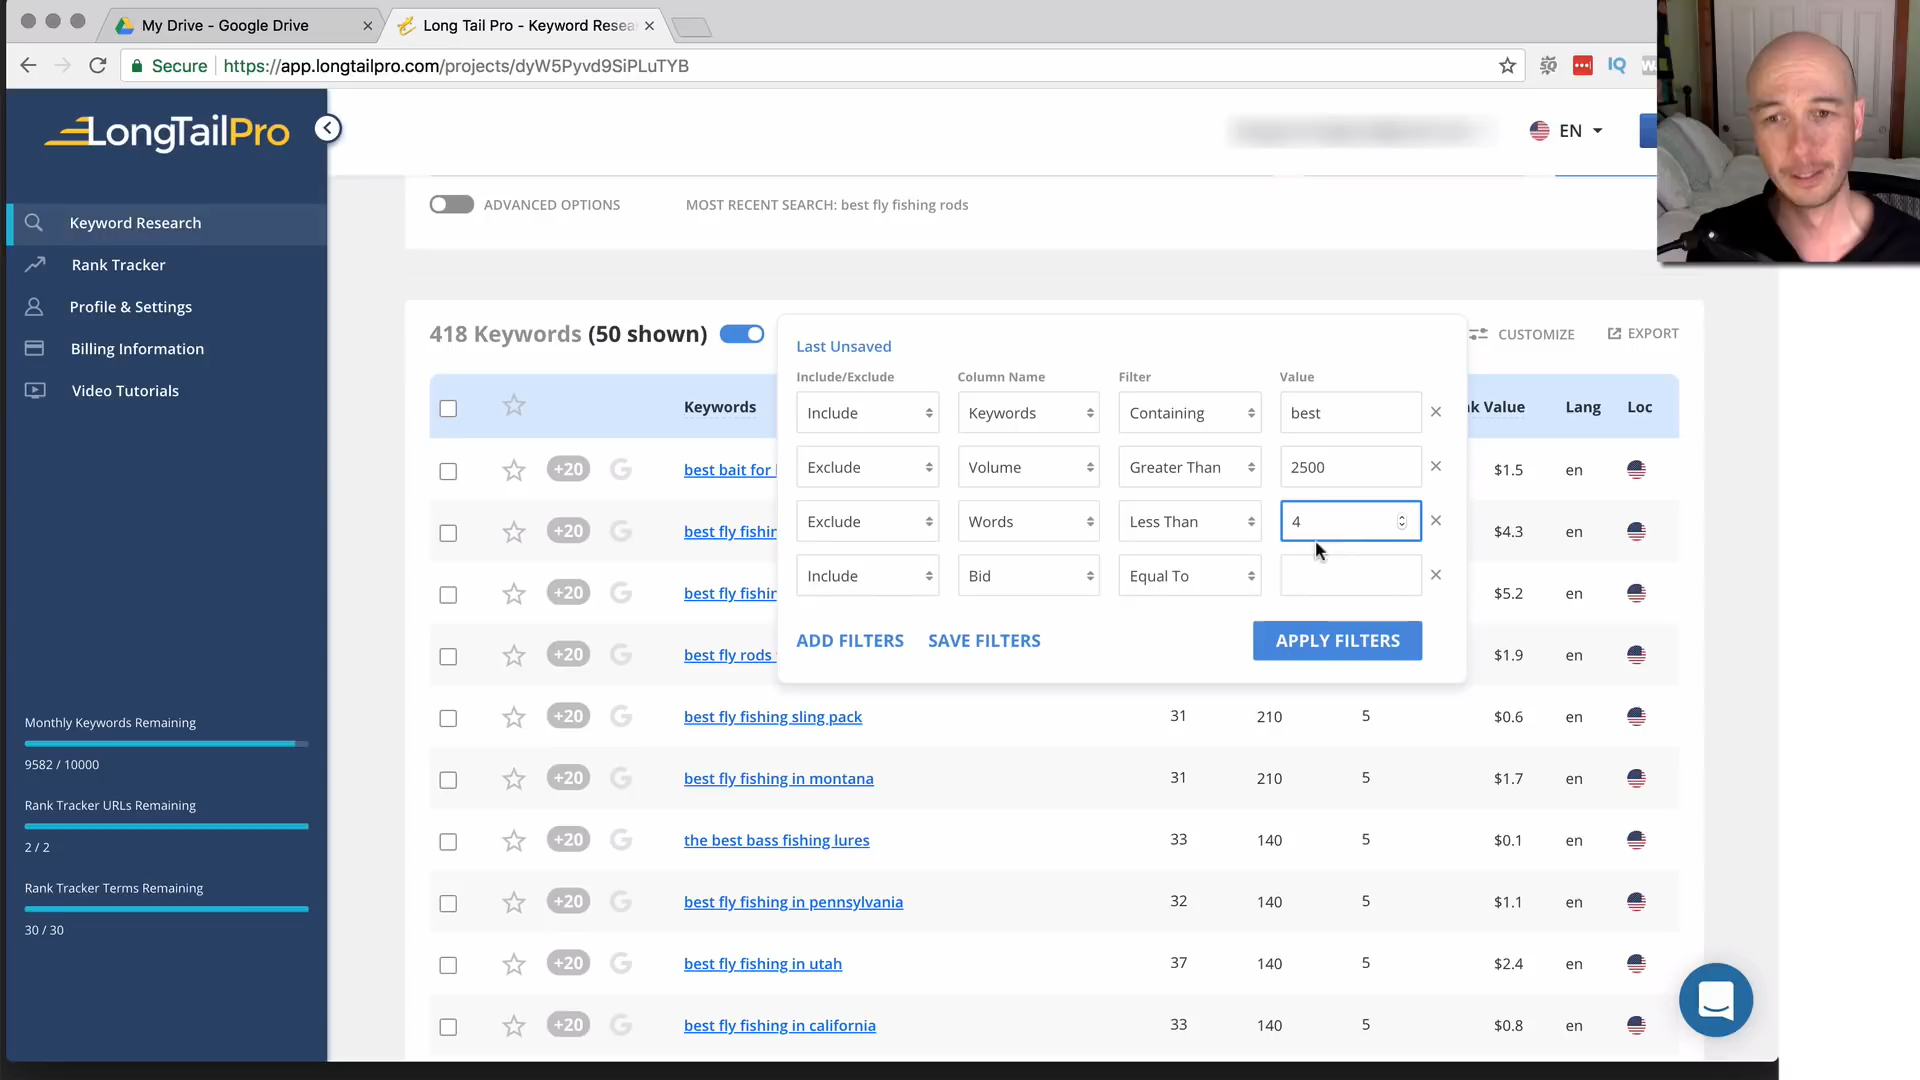 My Drive - Google Drive
Long Tail Pro - Keyword Resea
Secure https://app.longtailpro.com/projects/dyW5Pyvd9SiPLuTYB
IQ
LongTailPro
EN
Keyword Research
Rank Tracker
Profile & Settings
Billing Information
Video Tutorials
Monthly Keywords Remaining
9582 / 10000
Rank Tracker URLs Remaining
2 / 2
Rank Tracker Terms Remaining
30 / 30
ADVANCED OPTIONS MOST RECENT SEARCH: best fly fishing rods
418 Keywords (50 shown)
CUSTOMIZE EXPORT
Last Unsaved
Include/Exclude Column Name Filter Value
Include Keywords Containing best
Exclude Volume Greater Than 2500
Exclude Words Less Than 4
Include Bid Equal To
ADD FILTERS SAVE FILTERS APPLY FILTERS
Keywords k Value Lang Loc
+20 best bait for $1.5 en
+20 best fly fishin $4.3 en
+20 best fly fishin $5.2 en
+20 best fly rods $1.9 en
+20 best fly fishing sling pack 31 210 5 $0.6 en
+20 best fly fishing in montana 31 210 5 $1.7 en
+20 the best bass fishing lures 33 140 5 $0.1 en
+20 best fly fishing in pennsylvania 32 140 5 $1.1 en
+20 best fly fishing in utah 37 140 5 $2.4 en
+20 best fly fishing in california 33 140 5 $0.8 en